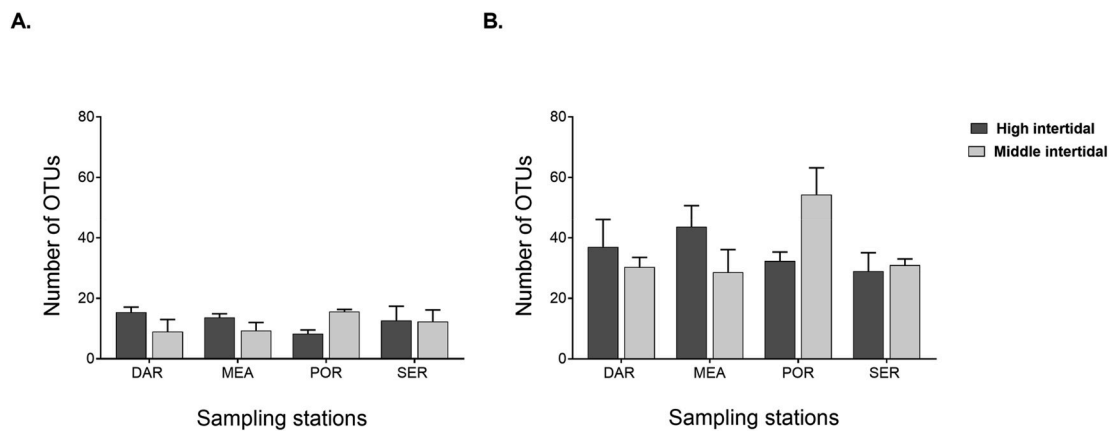 A.
B.
80
60
40
20
0
Number of OTUs
DAR MEA POR SER
Sampling stations
80
60
40
20
0
Number of OTUs
DAR MEA POR SER
Sampling stations
High intertidal
Middle intertidal